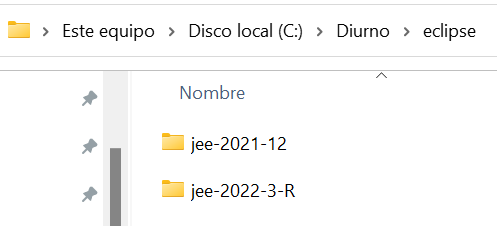 Este equipo > Disco local (C:) > Diurno > eclipse
Nombre
jee-2021-12
jee-2022-3-R